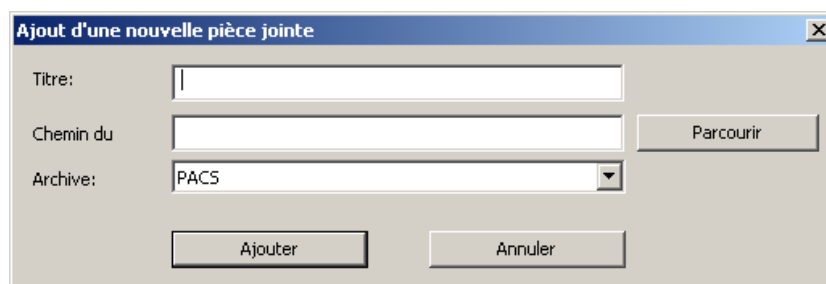 Ajout d'une nouvelle pièce jointe
Titre:
Chemin du
Parcourir
Archive:
PACS
Ajouter
Annuler